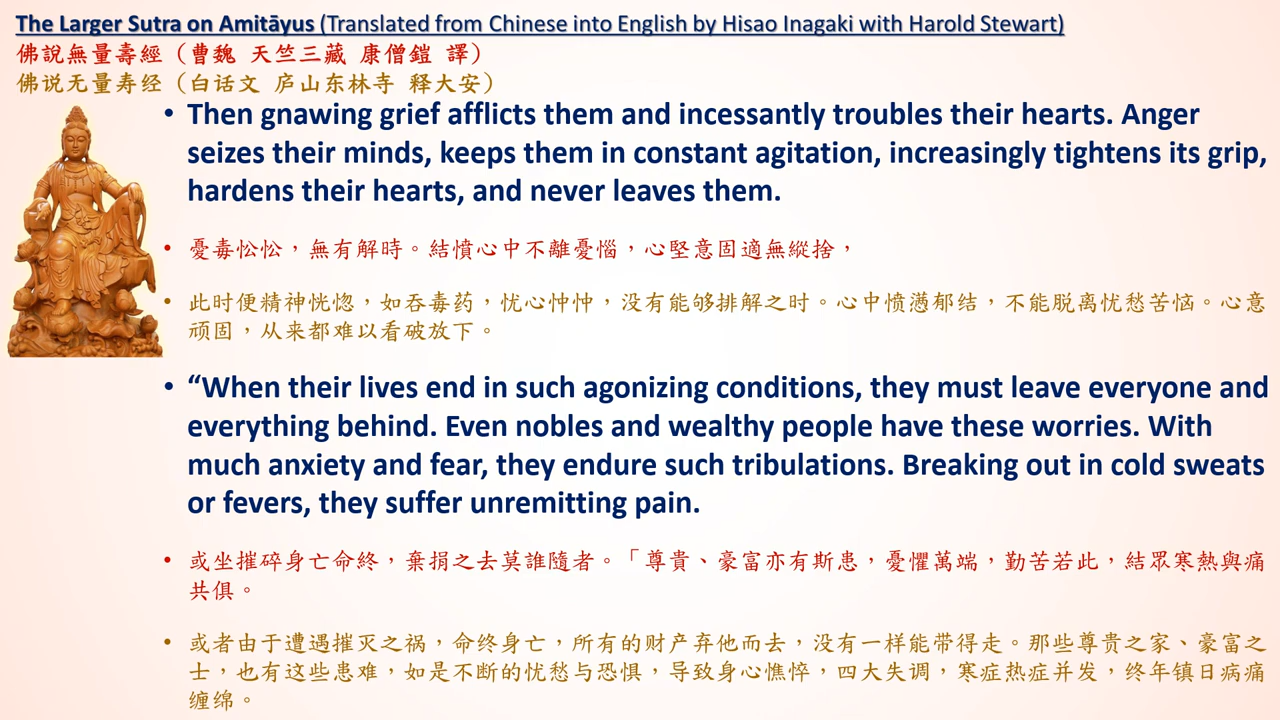 The Larger Sutra on Amitāyus (Translated from Chinese into English by Hisao Inagaki with Harold Stewart)
佛說無量壽經（曹魏 天竺三藏 康僧鎧 譯）
佛说无量寿经（白话文 庐山东林寺 释大安）
• Then gnawing grief afflicts them and incessantly troubles their hearts. Anger
seizes their minds, keeps them in constant agitation, increasingly tightens its grip,
hardens their hearts, and never leaves them.
• 憂毒忪忪，無有解時。結憤心中不離憂惱，心堅意固適無縱捨，
• 此时便精神恍惚，如吞毒药，忧心忡忡，没有能够排解之时。心中愤懑郁结，不能脱离忧愁苦恼。心意
顽固，从来都难以看破放下。
• “When their lives end in such agonizing conditions, they must leave everyone and
everything behind. Even nobles and wealthy people have these worries. With
much anxiety and fear, they endure such tribulations. Breaking out in cold sweats
or fevers, they suffer unremitting pain.
• 或坐摧碎身亡命終，棄捐之去莫誰隨者。「尊貴、豪富亦有斯患，憂懼萬端，勤苦若此，結眾寒熱與痛
共俱。
• 或者由于遭遇摧灭之祸，命终身亡，所有的财产弃他而去，没有一样能带得走。那些尊贵之家、豪富之
士，也有这些患难，如是不断的忧愁与恐惧，导致身心憔悴，四大失调，寒症热症并发，终年镇日病痛
缠绵。